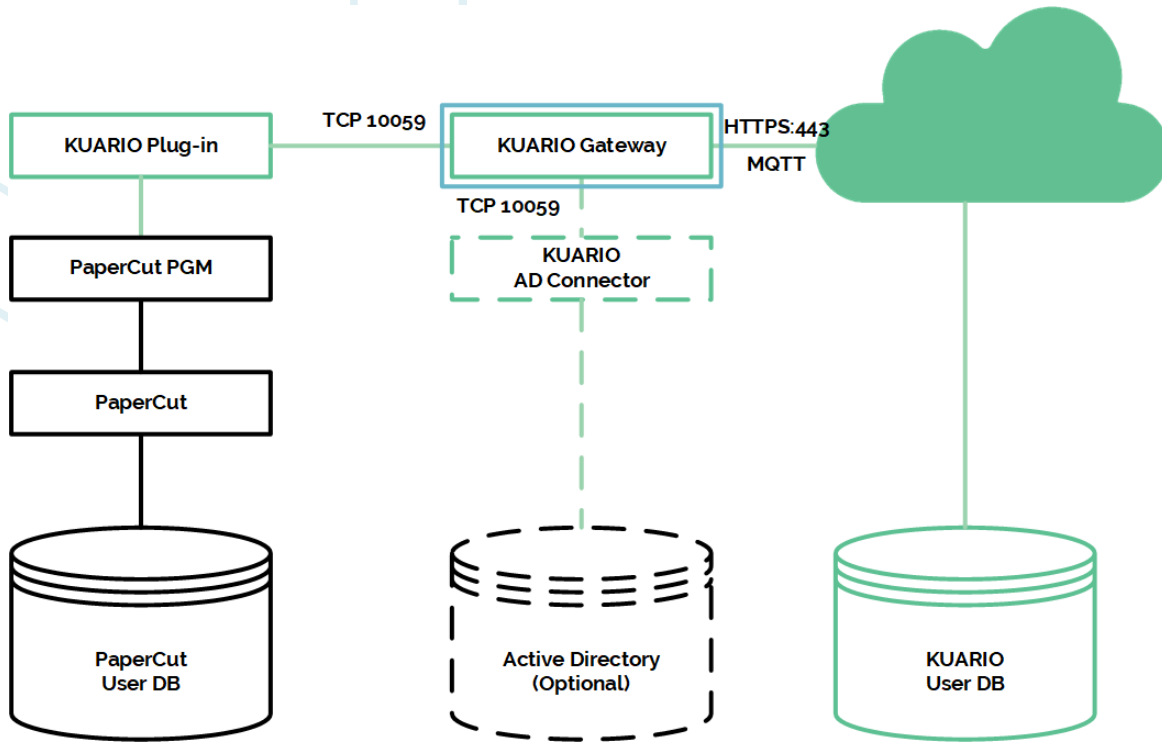 TCP 10059
HTTPS:443
KUARIO Plug-in
KUARIO Gateway
MQTT
TCP 10059
PaperCut PGM
KUARIO
AD Connector
PaperCut
PaperCut
User DB
Active Directory
(Optional)
KUARIO
User DB